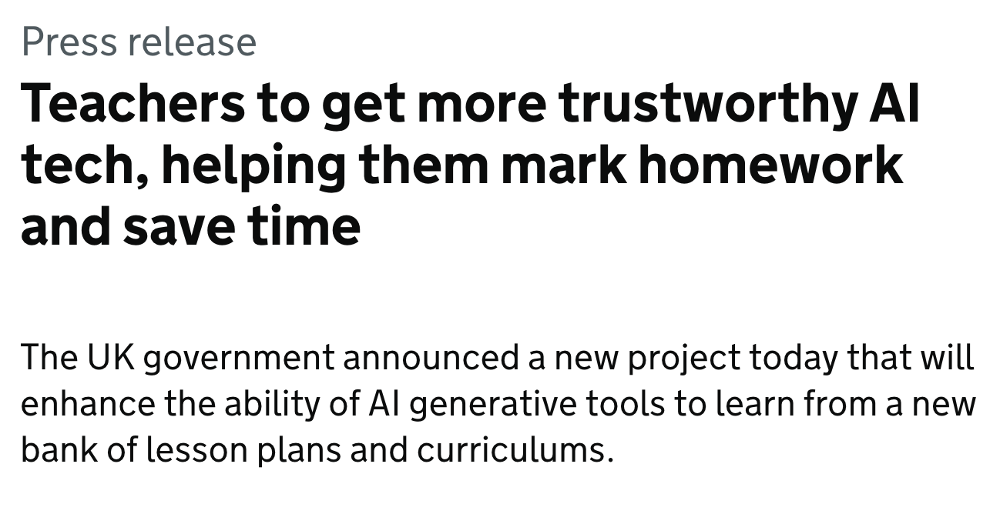 Press release
Teachers to get more trustworthy AI
tech, helping them mark homework
and save time
The UK government announced a new project today that will
enhance the ability of AI generative tools to learn from a new
bank of lesson plans and curriculums.